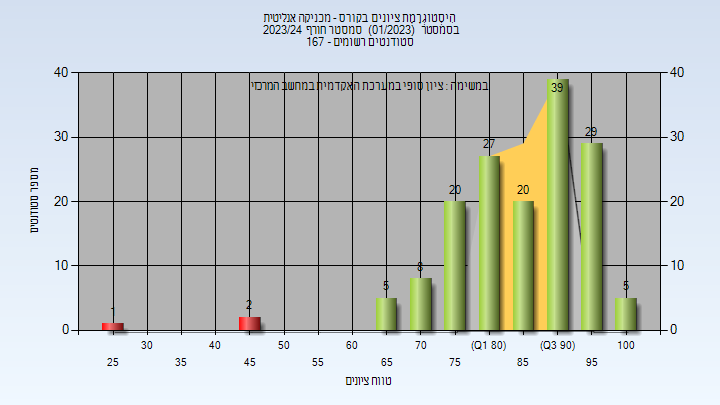 היסטוגרמת ציונים בקורס - מכניקה אנליטית
בסמסטר (01/2023) סמסטר חורף 2023/24
סטודנטים רשומים - 167
במשימה : ציון סופי במערכת האקדמית במחשב המרכזי
מספר סטודנטים
40 40
30 30
20 20
10 10
0 0
1 2 5 8 20 27 20 39 29 5
30 40 50 60 70 (Q1 80) (Q3 90) 100
25 35 45 55 65 75 85 95
טווח ציונים